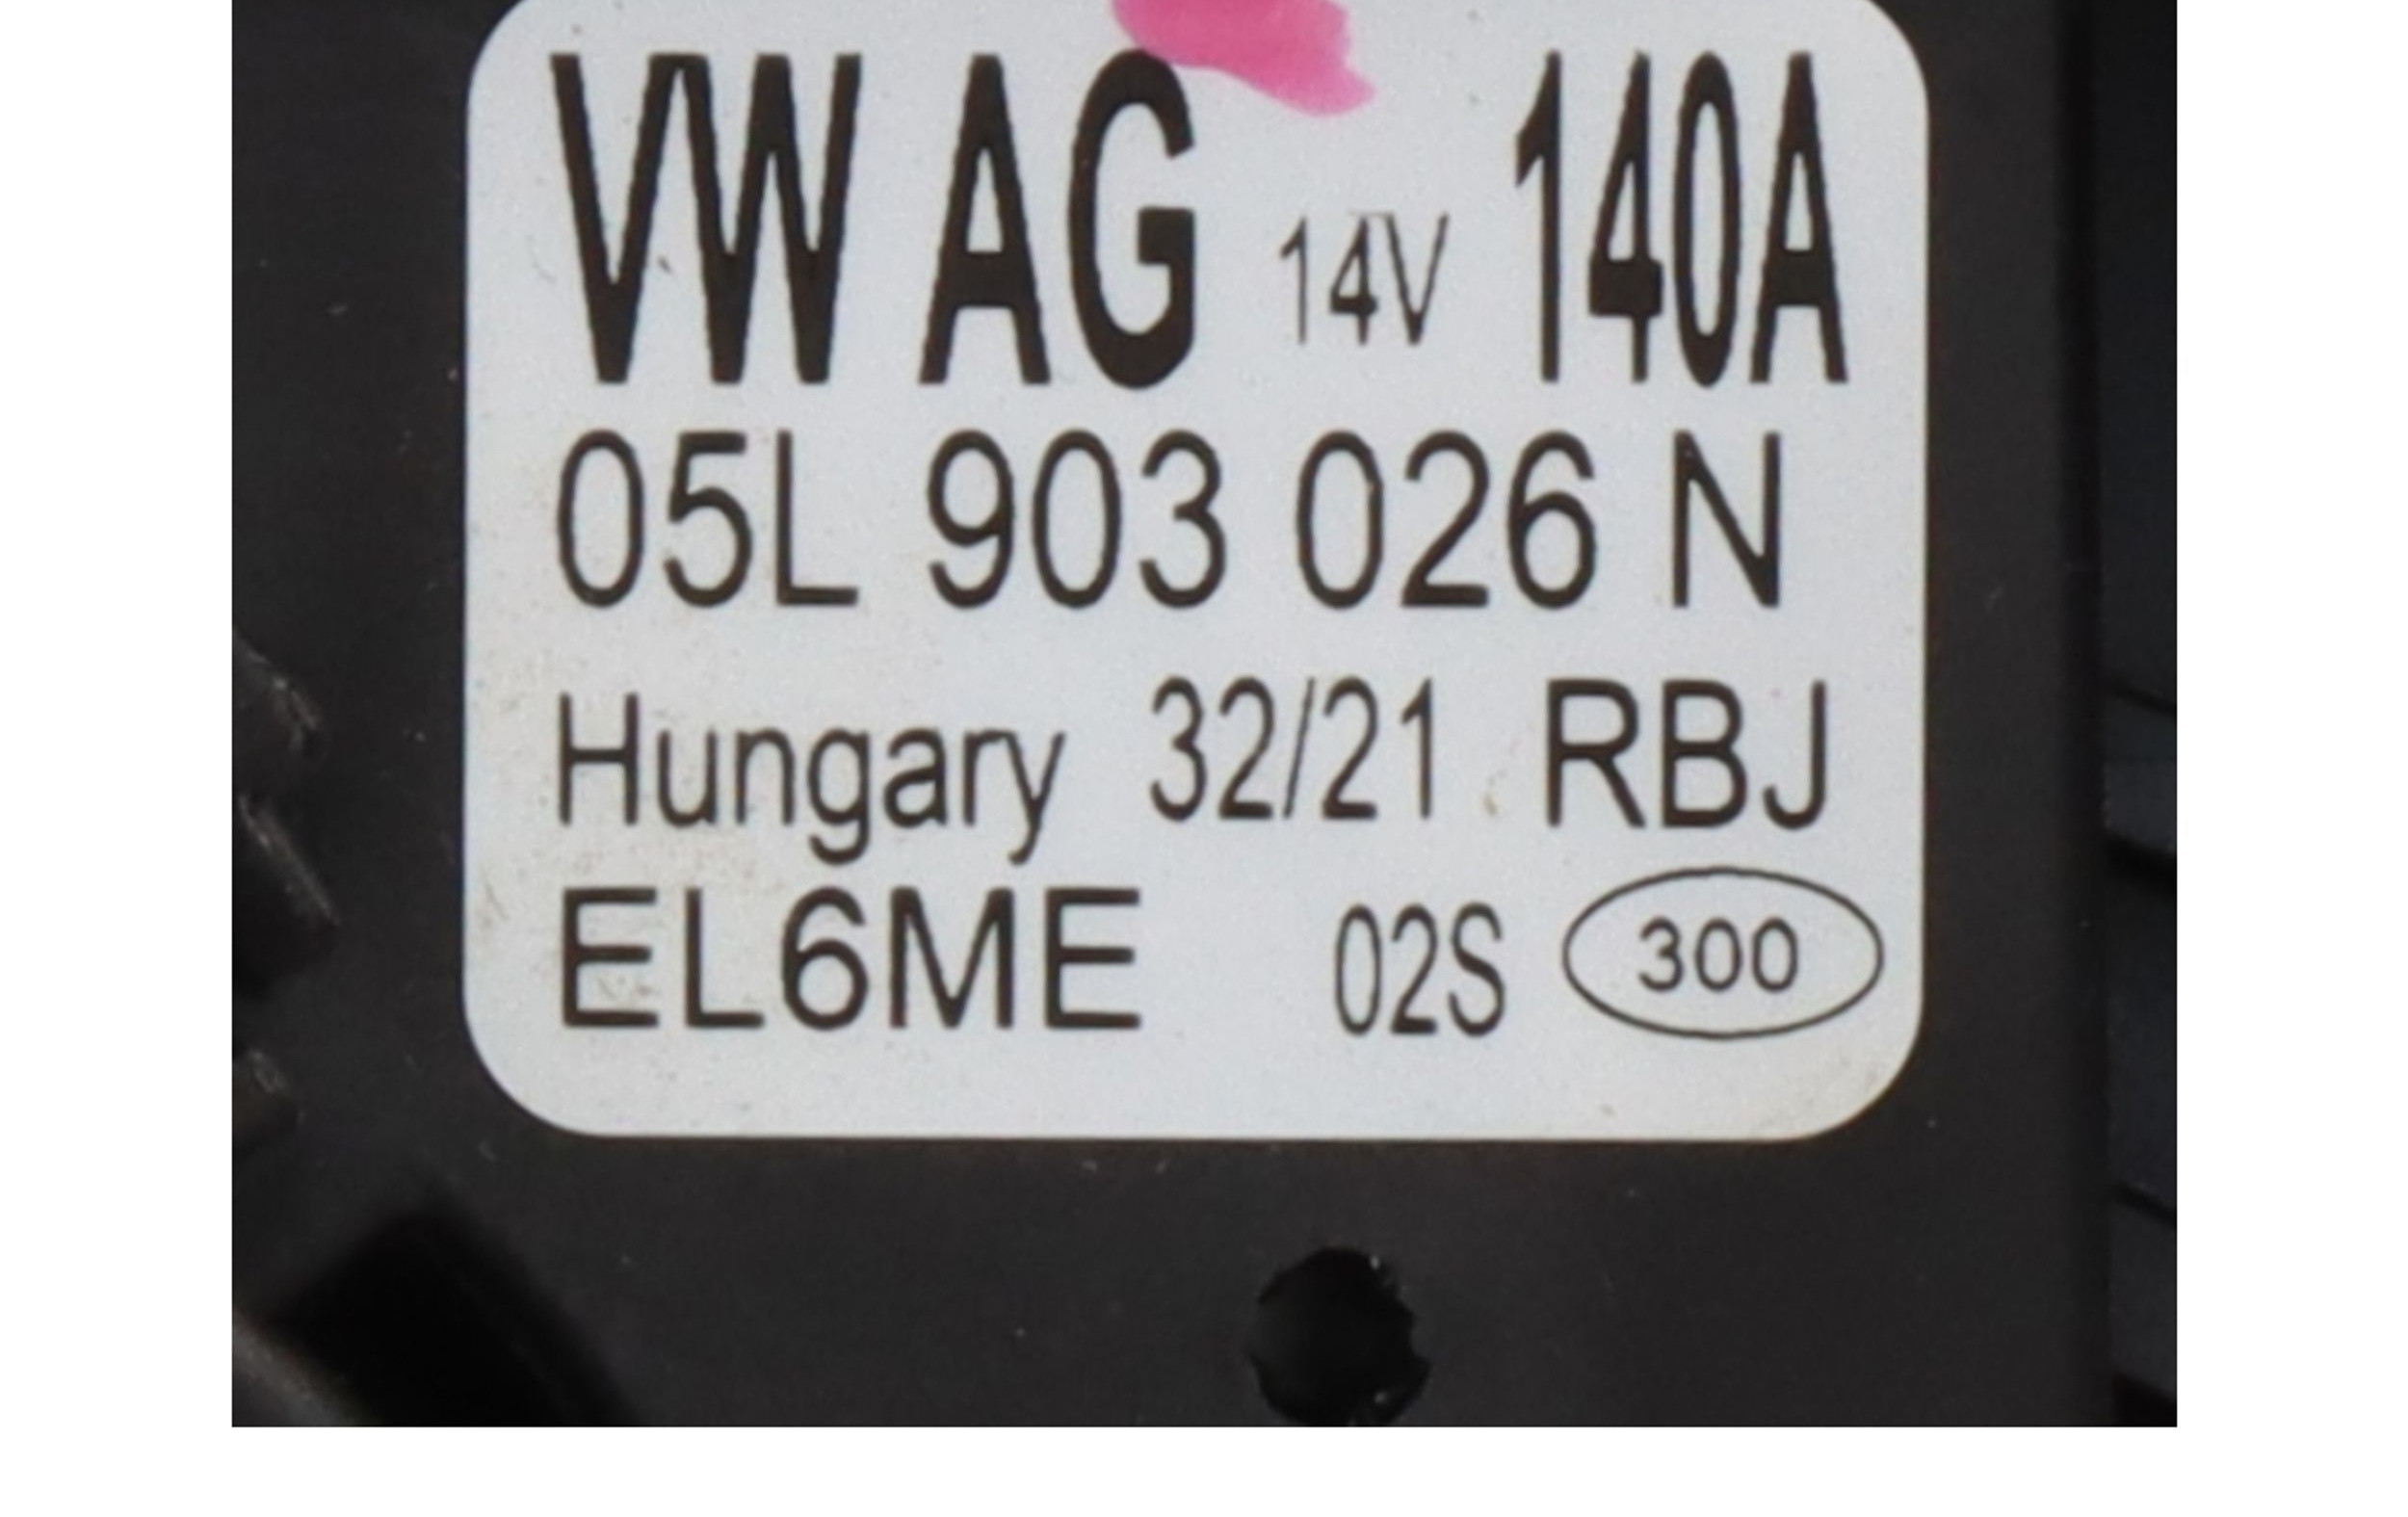 VW AG 14V 140A
05L 903 026 N
Hungary 32/21 RBJ
EL6ME 02S 300